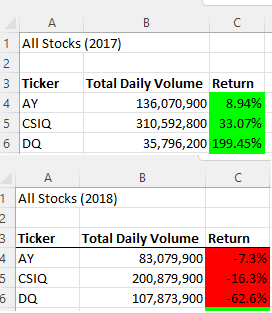 A B C
1 All Stocks (2017)
2
3 Ticker Total Daily Volume Return
4 AY 136,070,900 8.94%
5 CSIQ 310,592,800 33.07%
6 DQ 35,796,200 199.45%
A B C
1 All Stocks (2018)
2
3 Ticker Total Daily Volume Return
4 AY 83,079,900 -7.3%
5 CSIQ 200,879,900 -16.3%
6 DQ 107,873,900 -62.6%